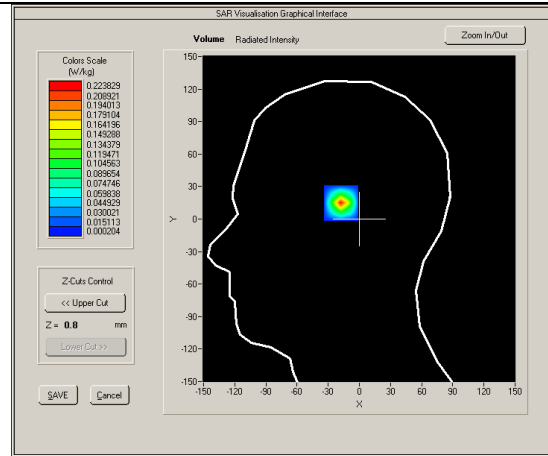 SAR Visualisation Graphical Interface
Volume Radiated Intensity
Zoom In/Out
Colors Scale
(W/kg)
0.223829
0.208921
0.194013
0.179104
0.164196
0.149288
0.134379
0.119471
0.104563
0.089654
0.074746
0.059838
0.044929
0.030021
0.015113
0.000204
Z-Cuts Control
<< Upper Cut
Z = 0.8 mm
Lower Cut >>
SAVE Cancel
150
120
90
60
30
0
-30
-60
-90
-120
-150
Y
-150 -120 -90 -60 -30 0 30 60 90 120 150
X